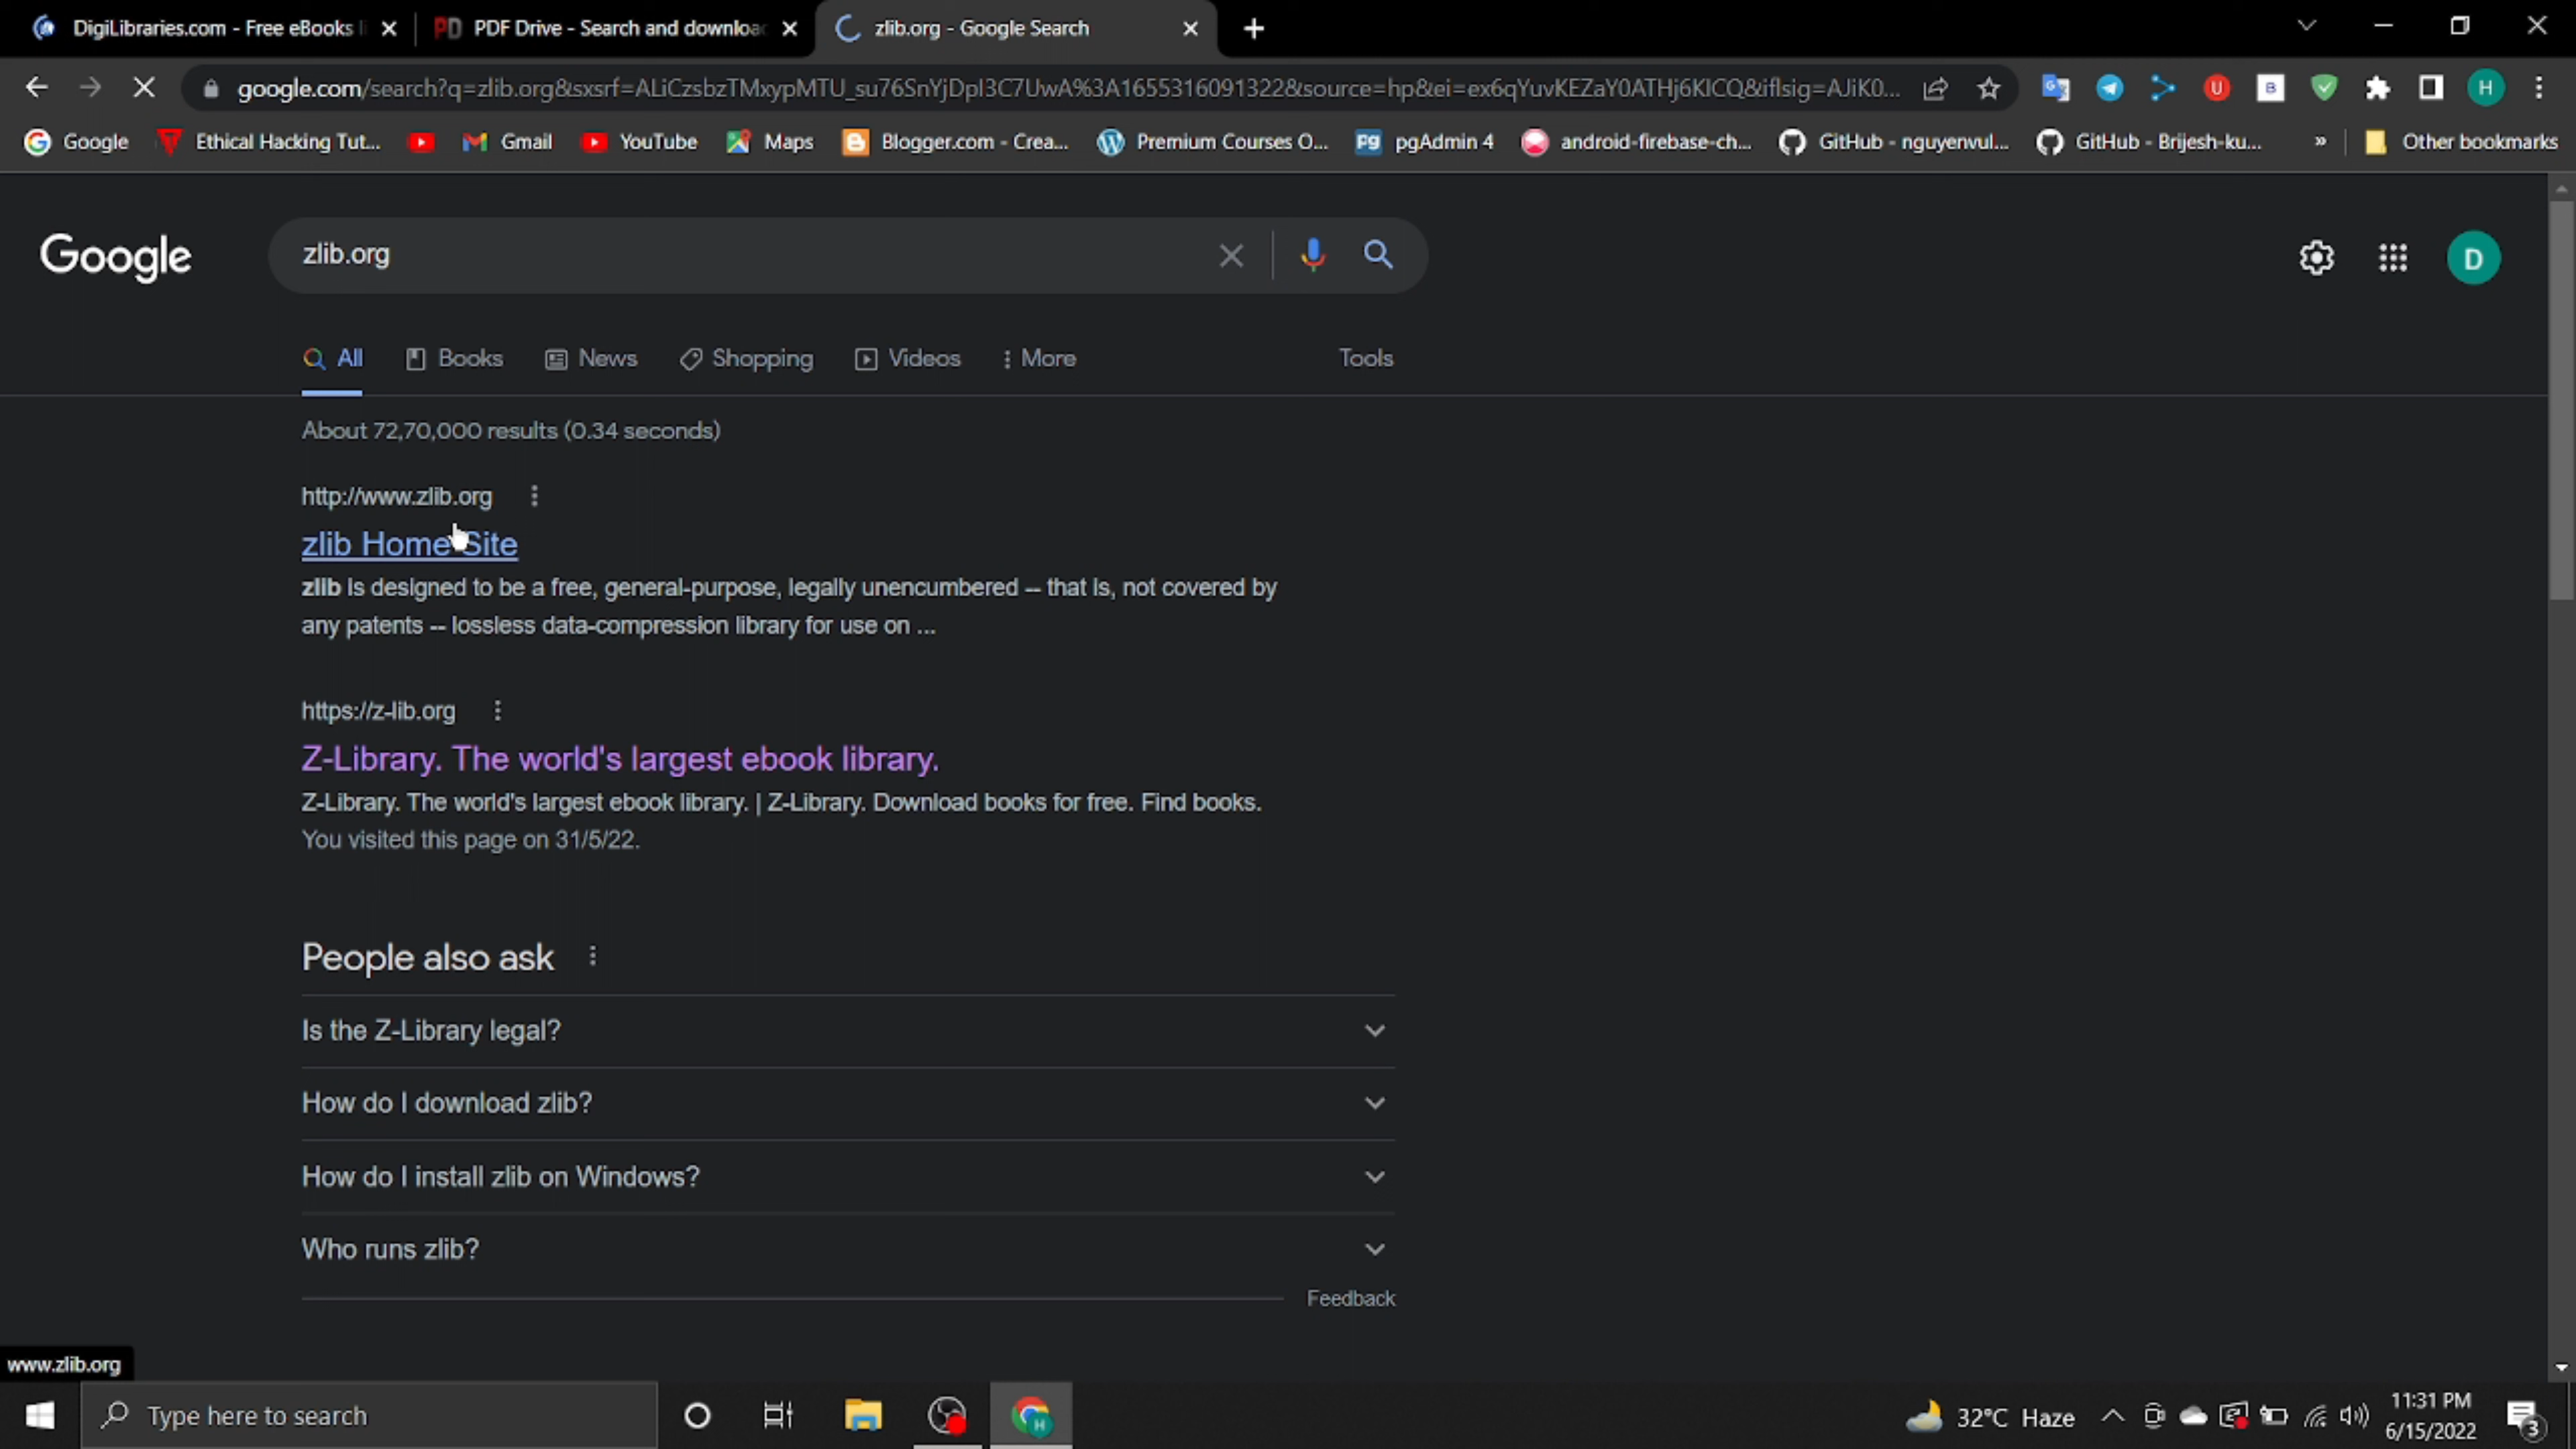 DigiLibraries.com - Free eBooks
PDF Drive - Search and downloa
zlib.org - Google Search
google.com/search?q=zlib.org&sxsrf=ALiCzsbzTMxypMTU_su76SnYjDpI3C7UwA%3A1655316091322&source=hp&ei=ex6qYuvKEZaY0ATHj6KICQ&iflsig=AJiK0...
H
Google
Ethical Hacking Tut...
Gmail
YouTube
Maps
Blogger.com - Crea...
Premium Courses O...
pgAdmin 4
android-firebase-ch...
GitHub - nguyenvul...
GitHub - Brijesh-ku...
»
Other bookmarks
Google
zlib.org
D
All
Books
News
Shopping
Videos
More
Tools
About 72,70,000 results (0.34 seconds)
http://www.zlib.org
zlib Home Site
zlib is designed to be a free, general-purpose, legally unencumbered -- that is, not covered by
any patents -- lossless data-compression library for use on ...
https://z-lib.org
Z-Library. The world's largest ebook library.
Z-Library. The world's largest ebook library. | Z-Library. Download books for free. Find books.
You visited this page on 31/5/22.
People also ask
Is the Z-Library legal?
How do I download zlib?
How do I install zlib on Windows?
Who runs zlib?
Feedback
www.zlib.org
Type here to search
H
32°C Haze
11:31 PM
6/15/2022
3